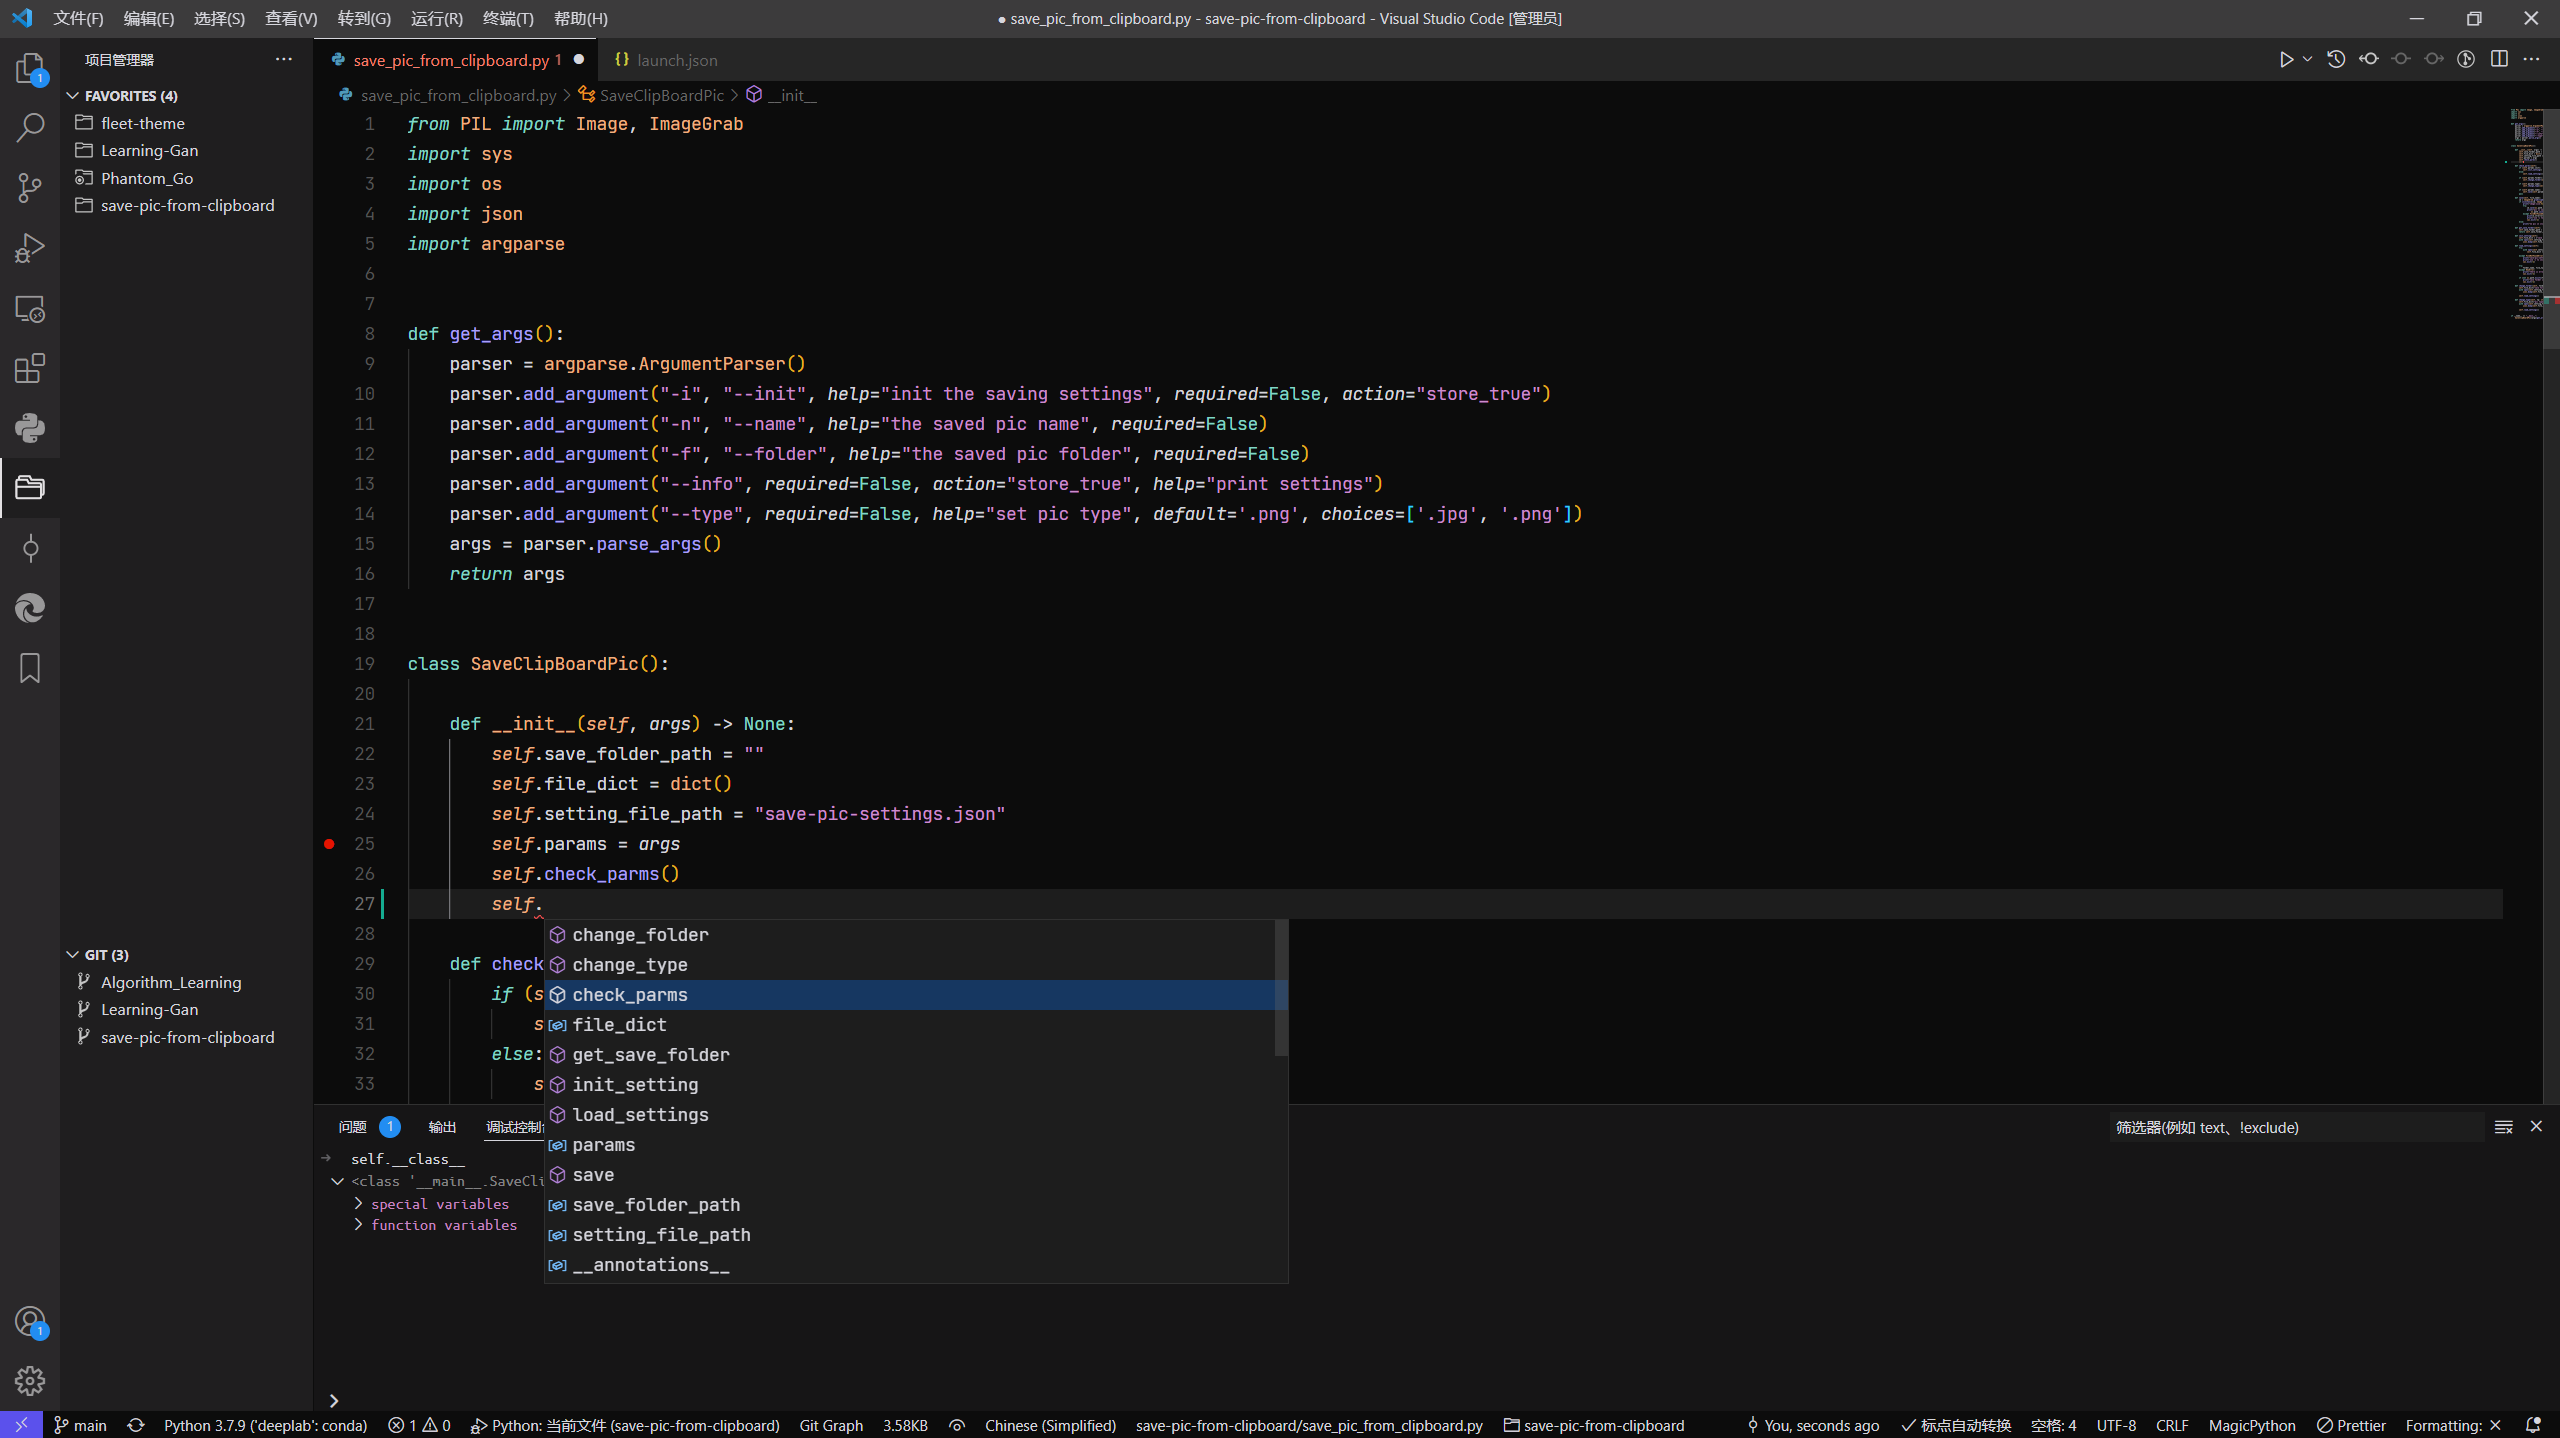 文件(F) 编辑(E) 选择(S) 查看(V) 转到(G) 运行(R) 终端(T) 帮助(H)
● save_pic_from_clipboard.py - save-pic-from-clipboard - Visual Studio Code [管理员]
项目管理器
save_pic_from_clipboard.py 1
launch.json
save_pic_from_clipboard.py > SaveClipBoardPic > __init__
FAVORITES (4)
fleet-theme
Learning-Gan
Phantom_Go
save-pic-from-clipboard
GIT (3)
Algorithm_Learning
Learning-Gan
save-pic-from-clipboard
1
1
1 from PIL import Image, ImageGrab
2 import sys
3 import os
4 import json
5 import argparse
6
7
8 def get_args():
9 parser = argparse.ArgumentParser()
10 parser.add_argument("-i", "--init", help="init the saving settings", required=False, action="store_true")
11 parser.add_argument("-n", "--name", help="the saved pic name", required=False)
12 parser.add_argument("-f", "--folder", help="the saved pic folder", required=False)
13 parser.add_argument("--info", required=False, action="store_true", help="print settings")
14 parser.add_argument("--type", required=False, help="set pic type", default='.png', choices=['.jpg', '.png'])
15 args = parser.parse_args()
16 return args
17
18
19 class SaveClipBoardPic():
20
21 def __init__(self, args) -> None:
22 self.save_folder_path = ""
23 self.file_dict = dict()
24 self.setting_file_path = "save-pic-settings.json"
25 self.params = args
26 self.check_parms()
27 self.
28
29 def check
30 if (s
31 s
32 else:
33 s
change_folder
change_type
check_parms
file_dict
get_save_folder
init_setting
load_settings
params
save
save_folder_path
setting_file_path
__annotations__
问题 1 输出 调试控制台
筛选器(例如 text、!exclude)
self.__class__
<class '__main__.SaveCli
special variables
function variables
main Python 3.7.9 ('deeplab': conda) 1 0 Python: 当前文件 (save-pic-from-clipboard) Git Graph 3.58KB Chinese (Simplified) save-pic-from-clipboard/save_pic_from_clipboard.py save-pic-from-clipboard You, seconds ago 标点自动转换 空格: 4 UTF-8 CRLF MagicPython Prettier Formatting: ×